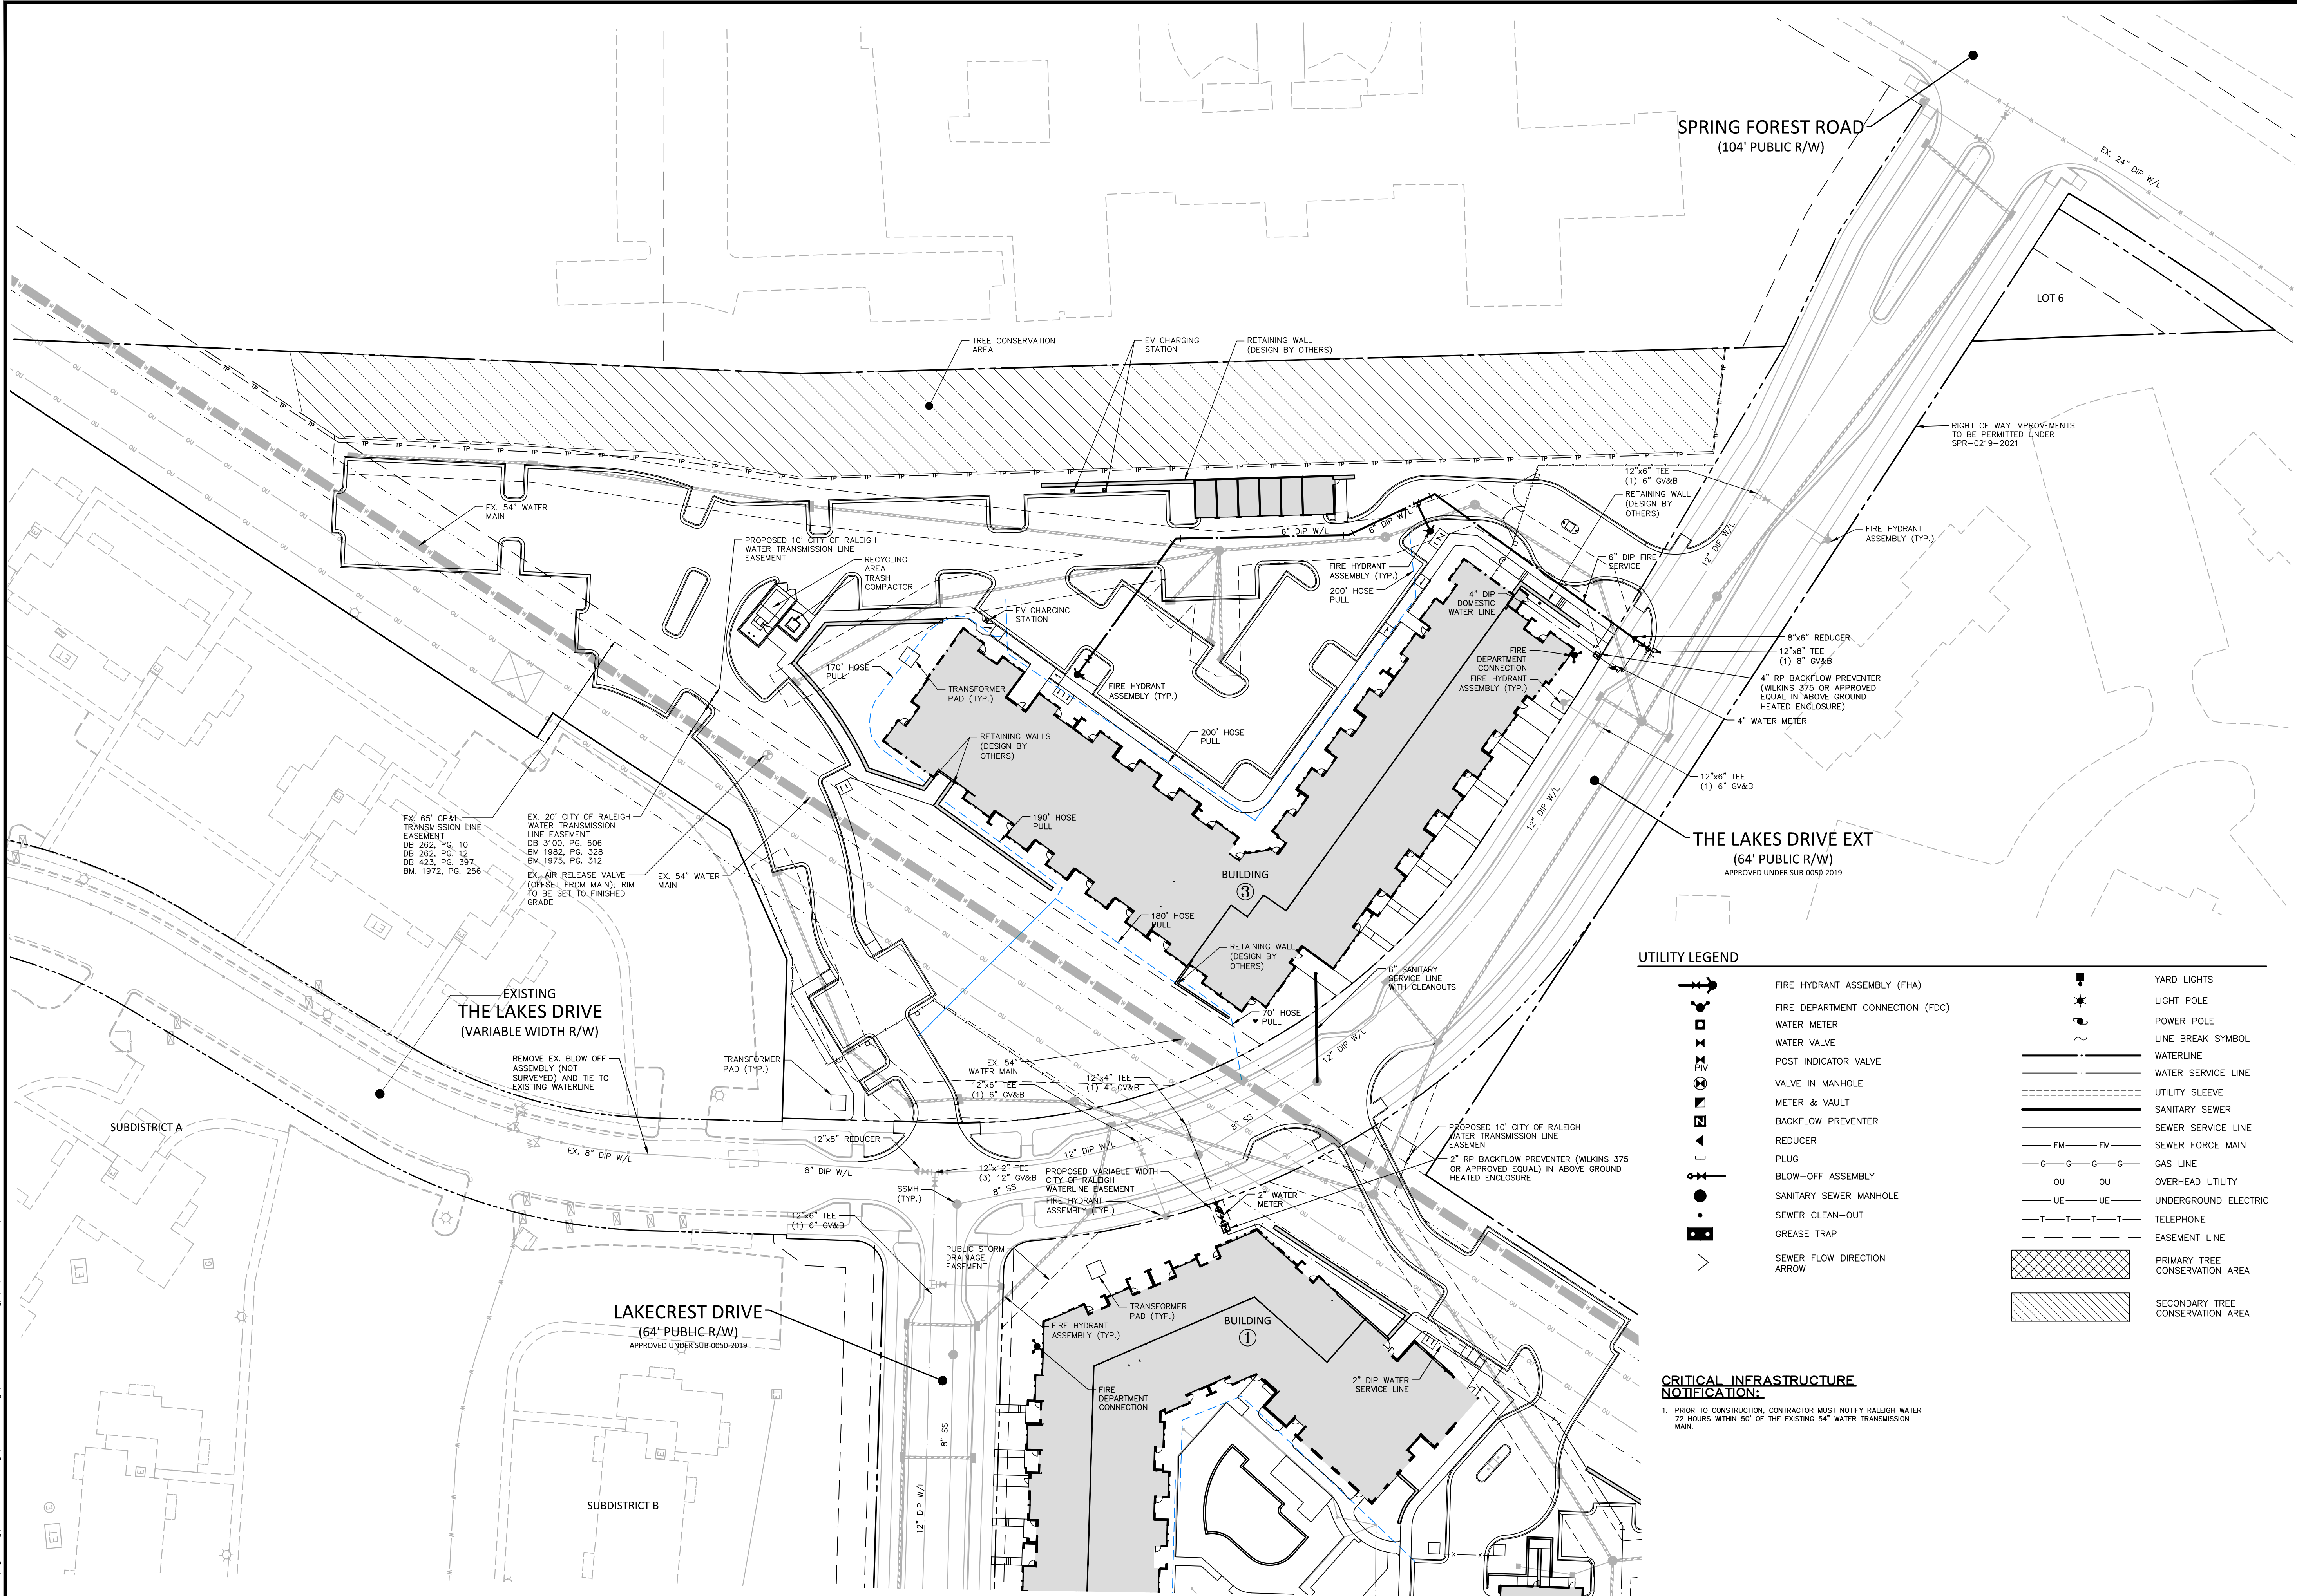 SPRING FOREST ROAD
(104' PUBLIC R/W)
EX. 24" DIP W/L
LOT 6
TREE CONSERVATION
AREA
EV CHARGING
STATION
RETAINING WALL
(DESIGN BY OTHERS)
RIGHT OF WAY IMPROVEMENTS
TO BE PERMITTED UNDER
SPR-0219-2021
12"x6" TEE
(1) 6" GV&B
RETAINING WALL
(DESIGN BY
OTHERS)
EX. 54" WATER
MAIN
FIRE HYDRANT
ASSEMBLY (TYP.)
12" DIP W/L
6" DIP W/L
6" DIP W/L
PROPOSED 10' CITY OF RALEIGH
WATER TRANSMISSION LINE
EASEMENT
RECYCLING
AREA
TRASH
COMPACTOR
6" DIP FIRE
SERVICE
FIRE HYDRANT
ASSEMBLY (TYP.)
200' HOSE
PULL
4" DIP
DOMESTIC
WATER LINE
EV CHARGING
STATION
8"x6" REDUCER
12"x8" TEE
(1) 8" GV&B
FIRE
DEPARTMENT
CONNECTION
FIRE HYDRANT
ASSEMBLY (TYP.)
170' HOSE
PULL
TRANSFORMER
PAD (TYP.)
FIRE HYDRANT
ASSEMBLY (TYP.)
4" RP BACKFLOW PREVENTER
(WILKINS 375 OR APPROVED
EQUAL IN ABOVE GROUND
HEATED ENCLOSURE)
4" WATER METER
RETAINING WALLS
(DESIGN BY
OTHERS)
200' HOSE
PULL
12"x6" TEE
(1) 6" GV&B
12" DIP W/L
EX. 65' CP&L
TRANSMISSION LINE
EASEMENT
DB 262, PG. 10
DB 262, PG. 12
DB 423, PG. 397
BM. 1972, PG. 256
EX. 20' CITY OF RALEIGH
WATER TRANSMISSION
LINE EASEMENT
DB 3100, PG. 606
BM 1982, PG. 328
BM 1975, PG. 312
EX. AIR RELEASE VALVE
(OFFSET FROM MAIN); RIM
TO BE SET TO FINISHED
GRADE
EX. 54" WATER
MAIN
190' HOSE
PULL
THE LAKES DRIVE EXT
(64' PUBLIC R/W)
APPROVED UNDER SUB-0050-2019
BUILDING
3
180' HOSE
PULL
RETAINING WALL
(DESIGN BY
OTHERS)
6" SANITARY
SERVICE LINE
WITH CLEANOUTS
70' HOSE
PULL
12" DIP W/L
EXISTING
THE LAKES DRIVE
(VARIABLE WIDTH R/W)
REMOVE EX. BLOW OFF
ASSEMBLY (NOT
SURVEYED) AND TIE TO
EXISTING WATERLINE
TRANSFORMER
PAD (TYP.)
EX. 54"
WATER MAIN
12"x6" TEE
(1) 6" GV&B
12"x4" TEE
(1) 4" GV&B
8" SS
SUBDISTRICT A
EX. 8" DIP W/L
12"x8" REDUCER
8" DIP W/L
12" DIP W/L
12"x12" TEE
(3) 12" GV&B
SSMH
(TYP.)
8" SS
PROPOSED VARIABLE WIDTH
CITY OF RALEIGH
WATERLINE EASEMENT
FIRE HYDRANT
ASSEMBLY (TYP.)
PROPOSED 10' CITY OF RALEIGH
WATER TRANSMISSION LINE
EASEMENT
2" RP BACKFLOW PREVENTER (WILKINS 375
OR APPROVED EQUAL) IN ABOVE GROUND
HEATED ENCLOSURE
2" WATER
METER
12"x6" TEE
(1) 6" GV&B
PUBLIC STORM
DRAINAGE
EASEMENT
LAKECREST DRIVE
(64' PUBLIC R/W)
APPROVED UNDER SUB-0050-2019
TRANSFORMER
PAD (TYP.)
FIRE HYDRANT
ASSEMBLY (TYP.)
BUILDING
1
FIRE
DEPARTMENT
CONNECTION
2" DIP WATER
SERVICE LINE
8" SS
12" DIP W/L
SUBDISTRICT B
UTILITY LEGEND
FIRE HYDRANT ASSEMBLY (FHA)
FIRE DEPARTMENT CONNECTION (FDC)
WATER METER
WATER VALVE
PIV
POST INDICATOR VALVE
VALVE IN MANHOLE
METER & VAULT
BACKFLOW PREVENTER
REDUCER
PLUG
BLOW-OFF ASSEMBLY
SANITARY SEWER MANHOLE
SEWER CLEAN-OUT
GREASE TRAP
SEWER FLOW DIRECTION
ARROW
YARD LIGHTS
LIGHT POLE
POWER POLE
LINE BREAK SYMBOL
WATERLINE
WATER SERVICE LINE
UTILITY SLEEVE
SANITARY SEWER
SEWER SERVICE LINE
FM FM SEWER FORCE MAIN
G G G G GAS LINE
OU OU OVERHEAD UTILITY
UE UE UNDERGROUND ELECTRIC
T T T T TELEPHONE
EASEMENT LINE
PRIMARY TREE
CONSERVATION AREA
SECONDARY TREE
CONSERVATION AREA
CRITICAL INFRASTRUCTURE
NOTIFICATION:
1. PRIOR TO CONSTRUCTION, CONTRACTOR MUST NOTIFY RALEIGH WATER
72 HOURS WITHIN 50' OF THE EXISTING 54" WATER TRANSMISSION
MAIN.